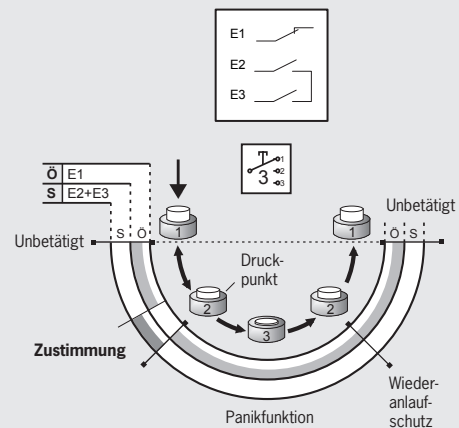 E1
E2
E3
1
2
3
3
Ö E1
S E2+E3
Unbetätigt
S Ö
1
1
Unbetätigt
Ö S
Druck-
punkt
2
2
3
Zustimmung
Wieder-
anlauf-
schutz
Panikfunktion